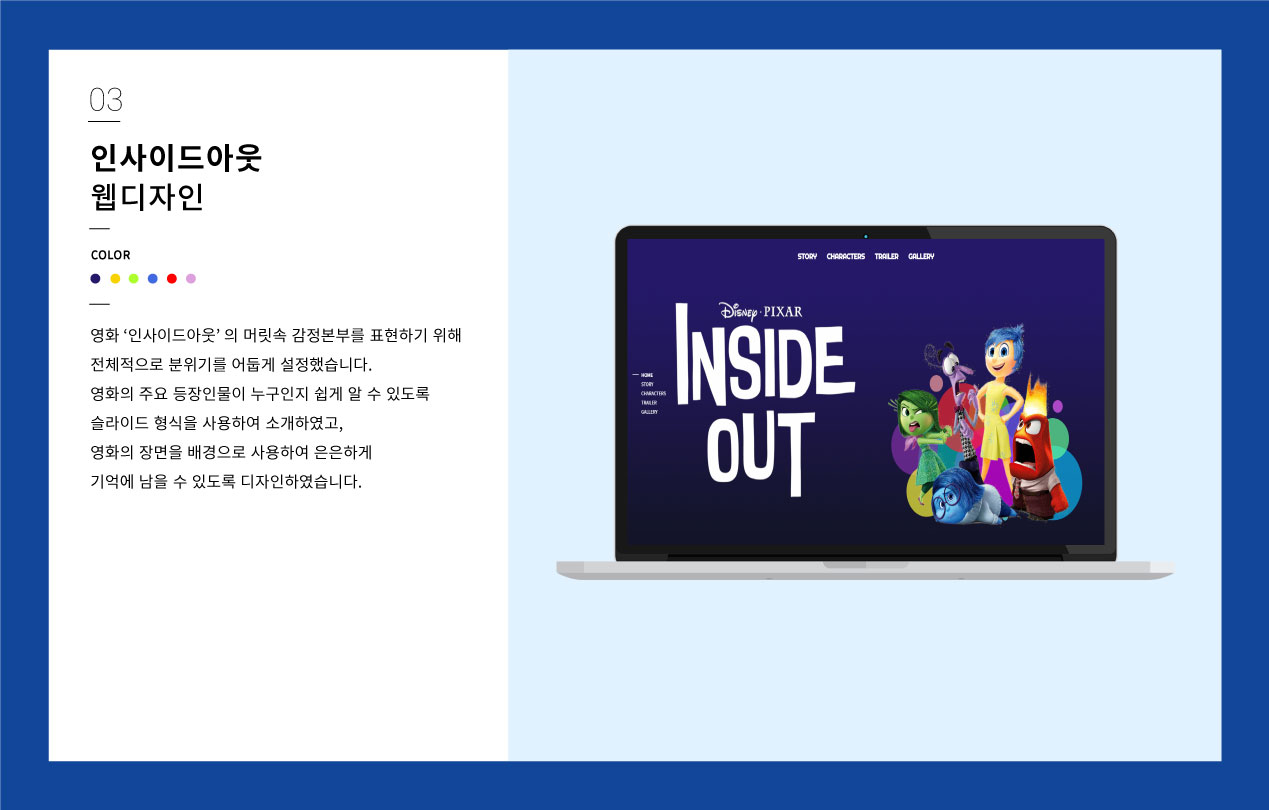 03
인사이드아웃
웹디자인
COLOR
영화 ‘인사이드아웃’ 의 머릿속 감정본부를 표현하기 위해
전체적으로 분위기를 어둡게 설정했습니다.
영화의 주요 등장인물이 누구인지 쉽게 알 수 있도록
슬라이드 형식을 사용하여 소개하였고,
영화의 장면을 배경으로 사용하여 은은하게
기억에 남을 수 있도록 디자인하였습니다.
STORY CHARACTERS TRAILER GALLERY
Disney · PIXAR
INSIDE
OUT
HOME
STORY
CHARACTERS
TRAILER
GALLERY